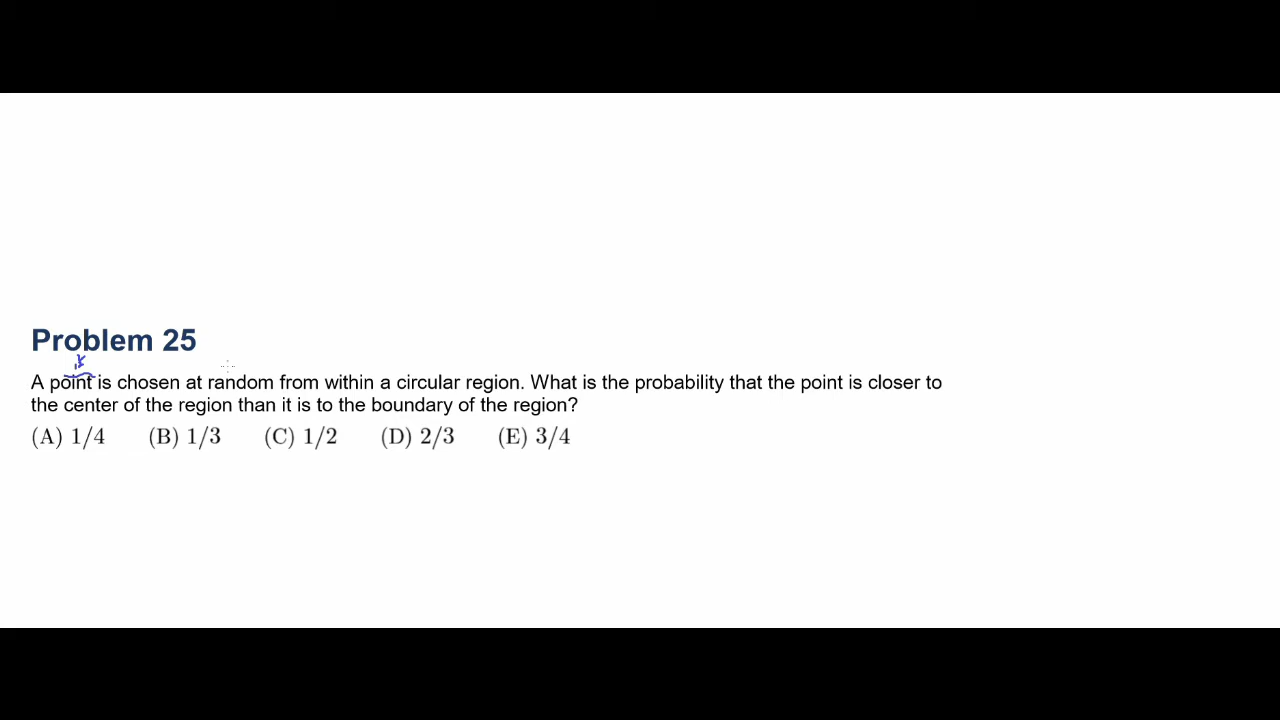 Problem 25
A point is chosen at random from within a circular region. What is the probability that the point is closer to
the center of the region than it is to the boundary of the region?
(A) 1/4 (B) 1/3 (C) 1/2 (D) 2/3 (E) 3/4